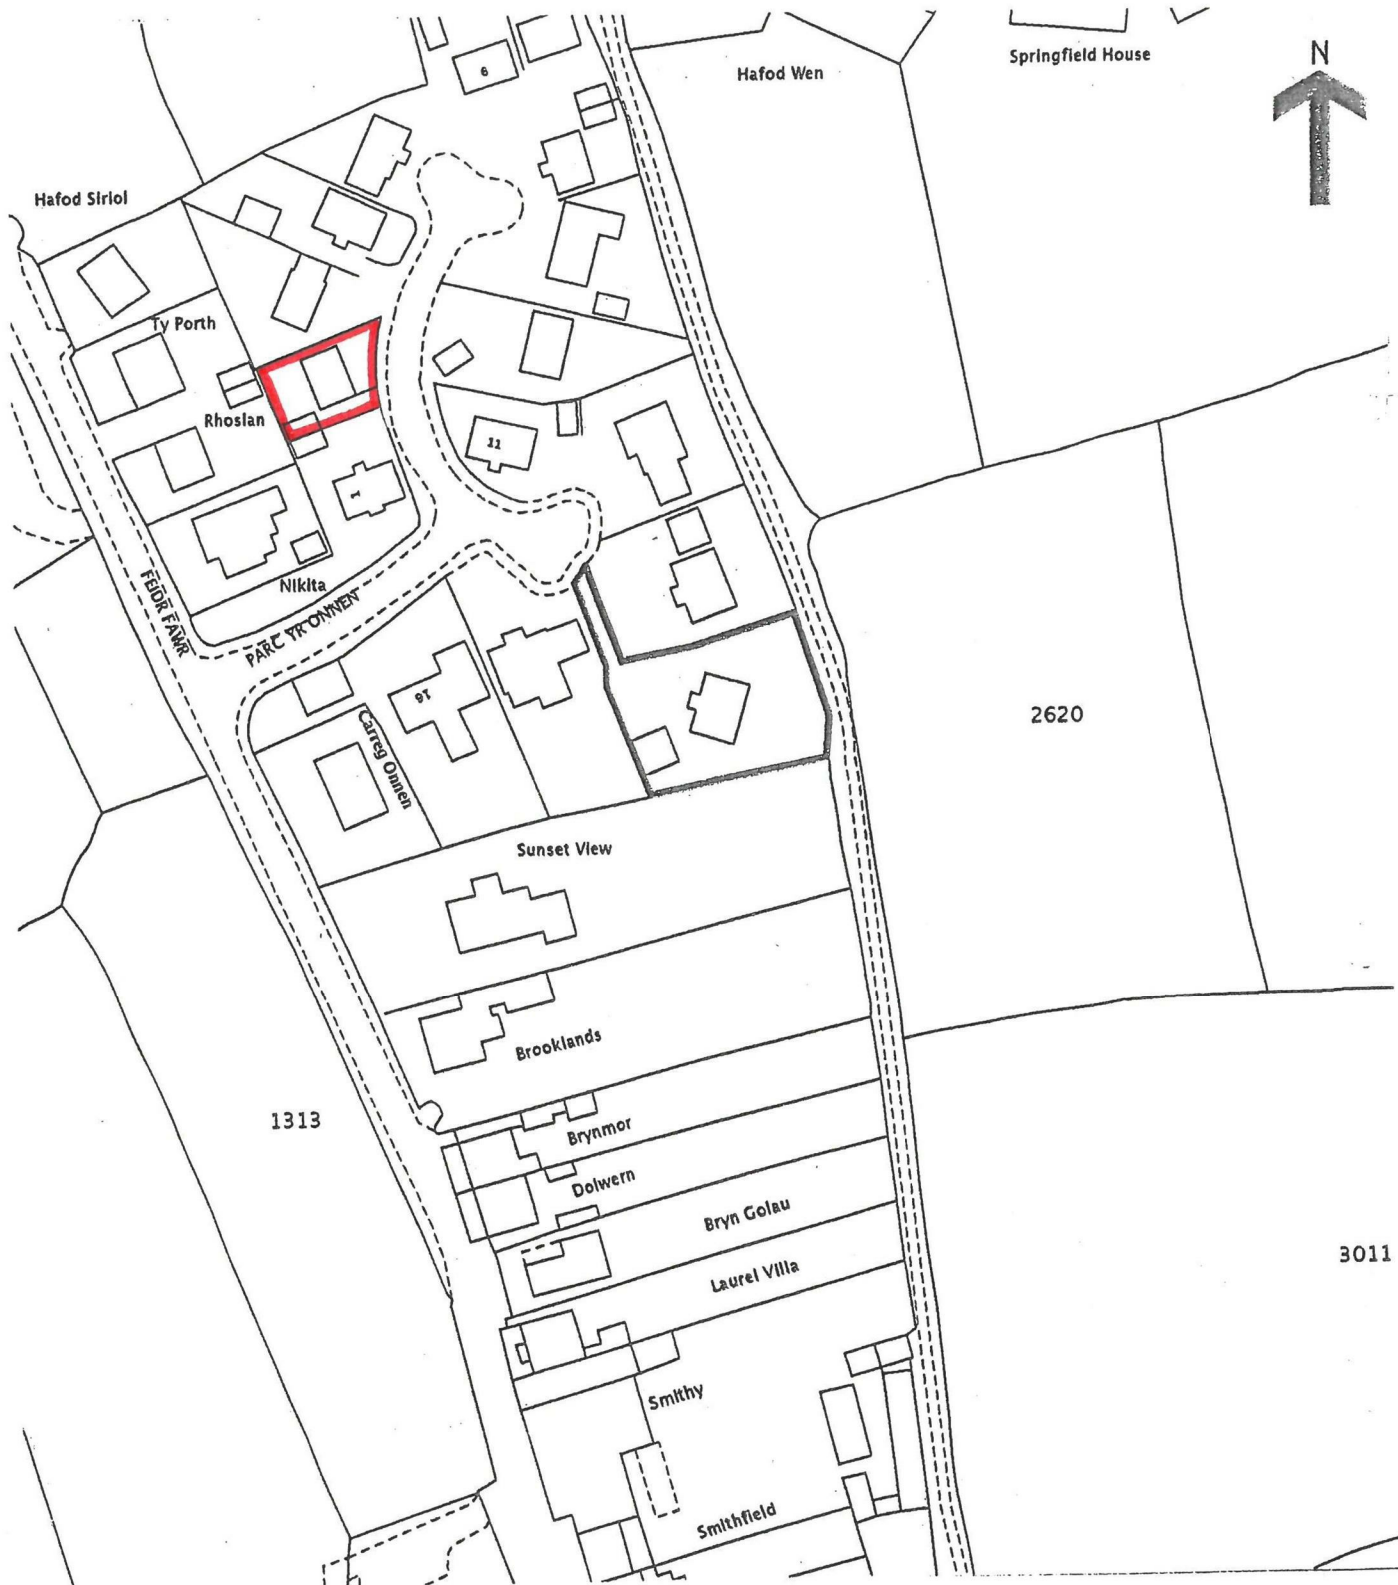 Springfield House
N
6
Hafod Wen
Hafod Siriol
Ty Porth
Rhoslan
11
1
Nikita
FEIDR FAWR
PARC YR ONNEN
16
Carreg Onnen
2620
Sunset View
Brooklands
1313
Brynmor
Dolwern
Bryn Golau
Laurel Villa
3011
Smithy
Smithfield